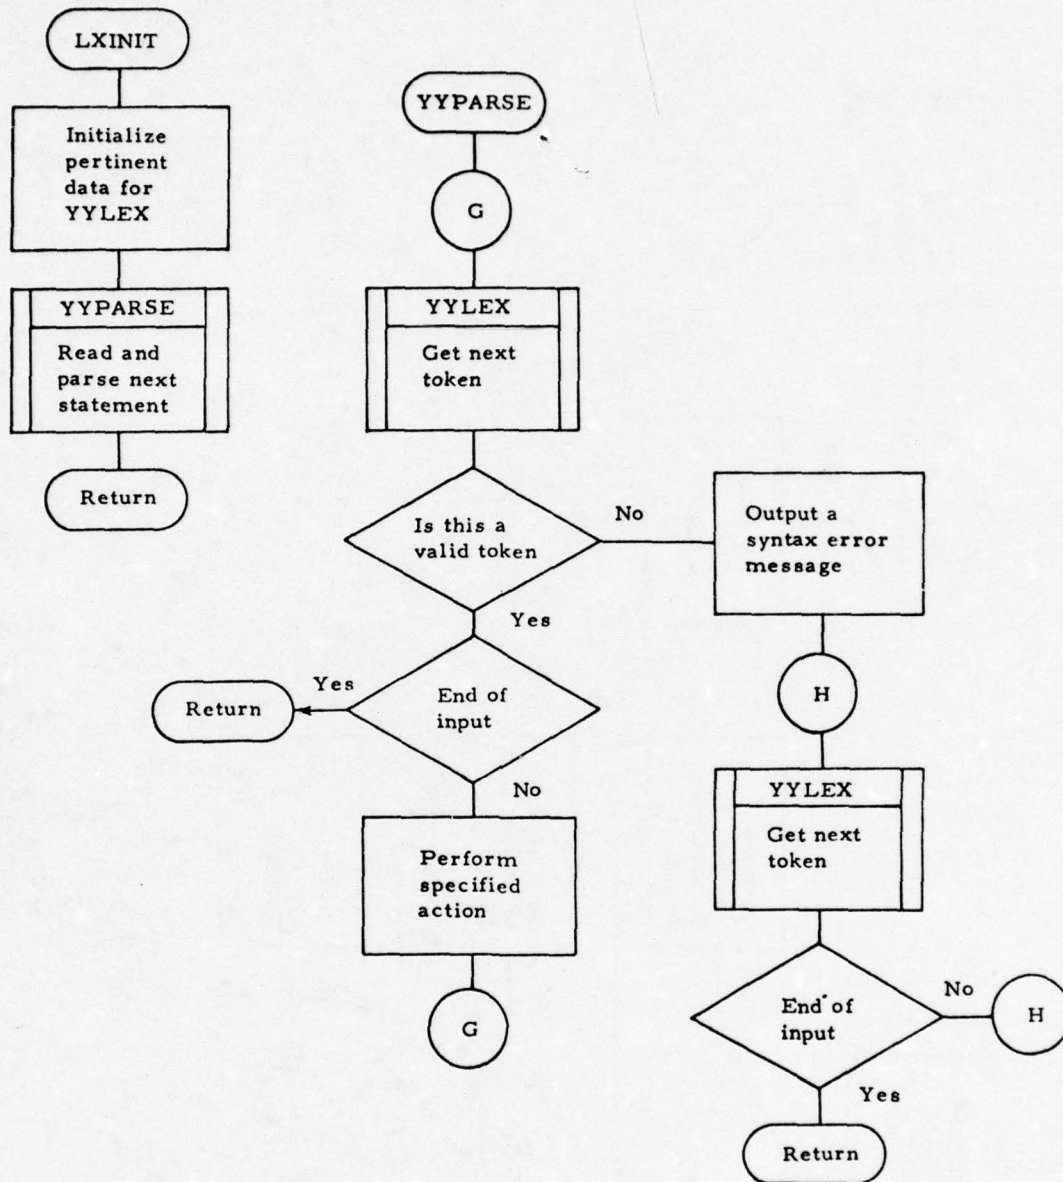 LXINIT
Initialize
pertinent
data for
YYLEX
YYPARSE
Read and
parse next
statement
Return
YYPARSE
G
YYLEX
Get next
token
Is this a
valid token
No
Yes
Output a
syntax error
message
End of
input
Yes
Return
No
Perform
specified
action
G
H
YYLEX
Get next
token
End of
input
No
H
Yes
Return